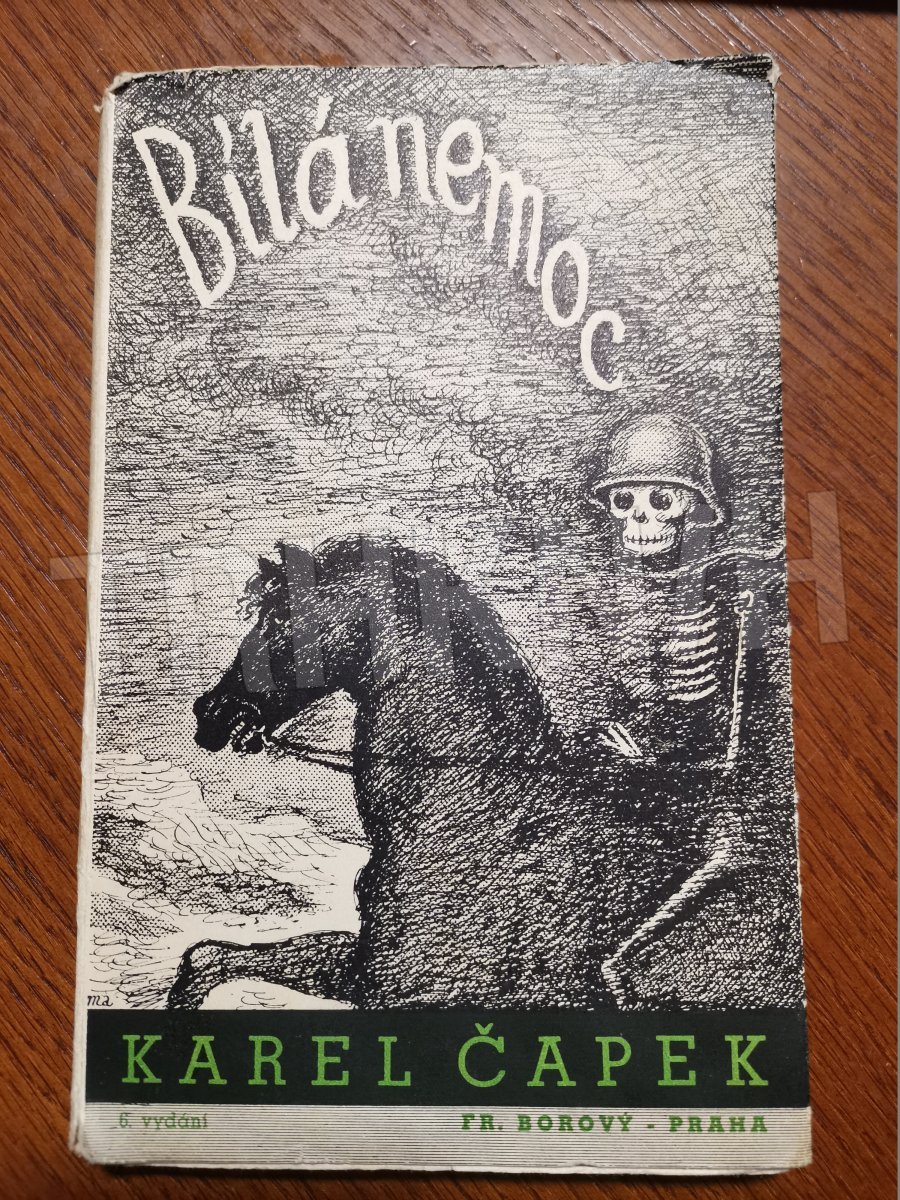 Bílá nemoc
ma
KAREL ČAPEK
6. vydání FR. BOROVÝ - PRAHA